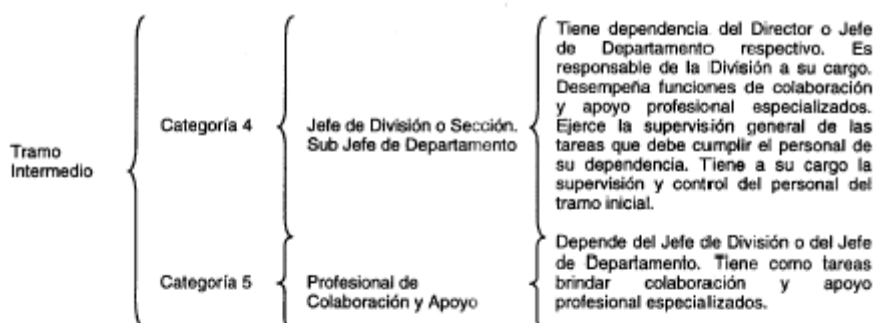 Tramo
Intermedio
Categoría 4
Jefe de División o Sección.
Sub Jefe de Departamento
Tiene dependencia del Director o Jefe
de Departamento respectivo. Es
responsable de la División a su cargo.
Desempeña funciones de colaboración
y apoyo profesional especializados.
Ejerce la supervisión general de las
tareas que debe cumplir el personal de
su dependencia. Tiene a su cargo la
supervisión y control del personal del
tramo inicial.
Categoría 5
Profesional de
Colaboración y Apoyo
Depende del Jefe de División o del Jefe
de Departamento. Tiene como tareas
brindar colaboración y apoyo
profesional especializados.